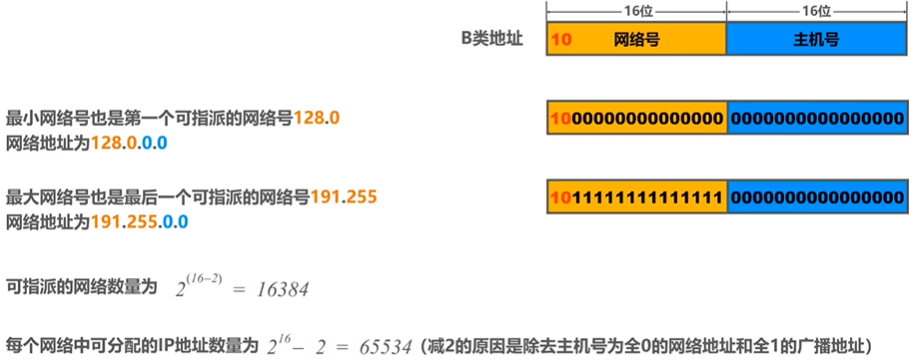 16位 16位
B类地址 10 网络号 主机号
最小网络号也是第一个可指派的网络号128.0
网络地址为128.0.0.0
1000000000000000 0000000000000000
最大网络号也是最后一个可指派的网络号191.255
网络地址为191.255.0.0
1011111111111111 0000000000000000
可指派的网络数量为 2^(16-2) = 16384
每个网络中可分配的IP地址数量为 2^16 - 2 = 65534 (减2的原因是除去主机号为全0的网络地址和全1的广播地址)